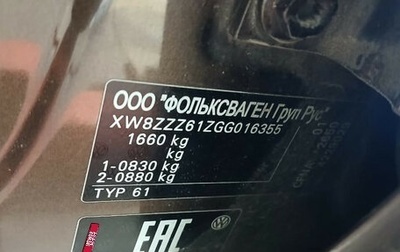 ООО "ФОЛЬКСВАГЕН Груп Рус"
XW8ZZZ61ZGG016355
1660 kg
kg
1-0830 kg
2-0880 kg
TYP 61
EAC